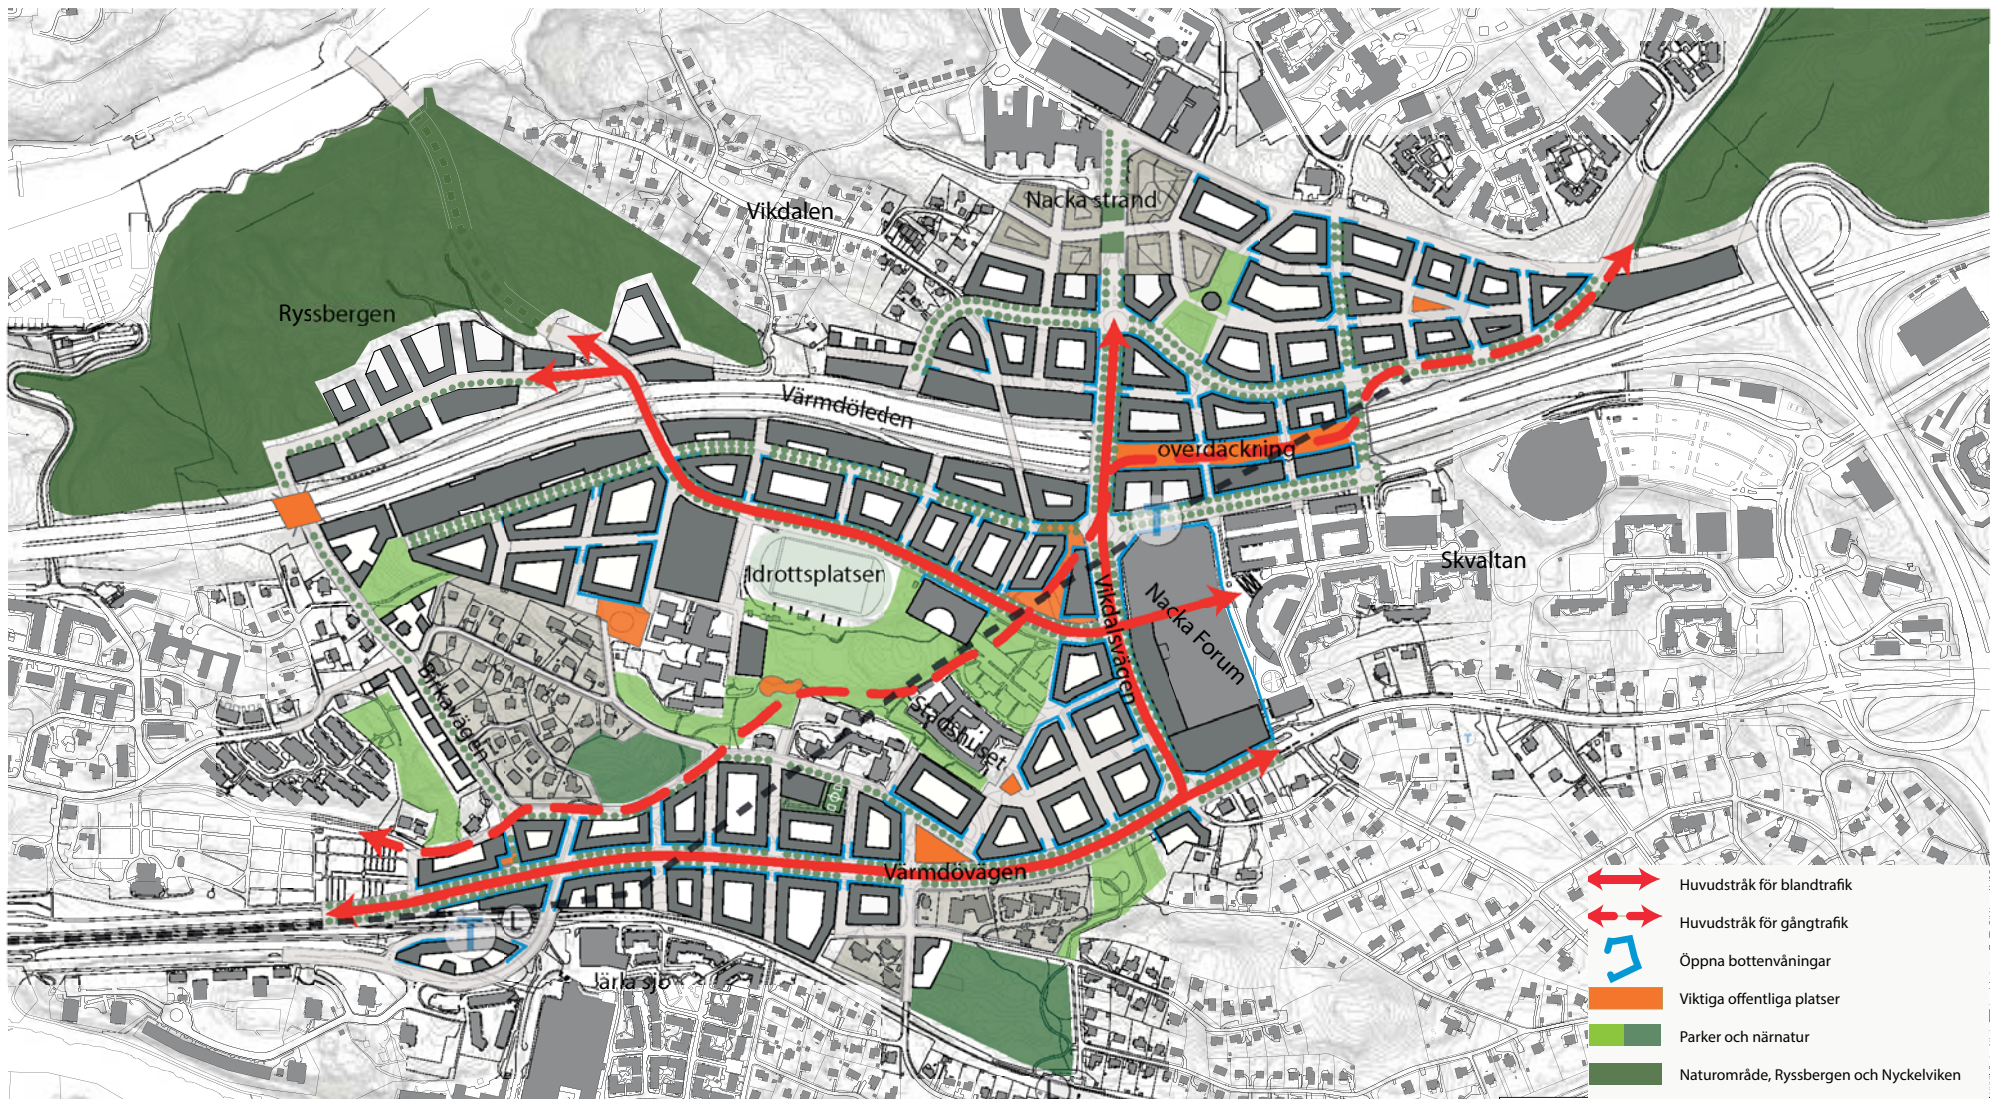 Nacka strand
Vikdalen
Ryssbergen
Värmdöleden
överdäckning
T
Skvaltan
Idrottsplatsen
Vikdalsvägen
Nacka Forum
Birkavägen
Stadshuset
Värmdövägen
T
L
T
Järla sjö
Huvudstråk för blandtrafik
Huvudstråk för gångtrafik
Öppna bottenvåningar
Viktiga offentliga platser
Parker och närnatur
Naturområde, Ryssbergen och Nyckelviken